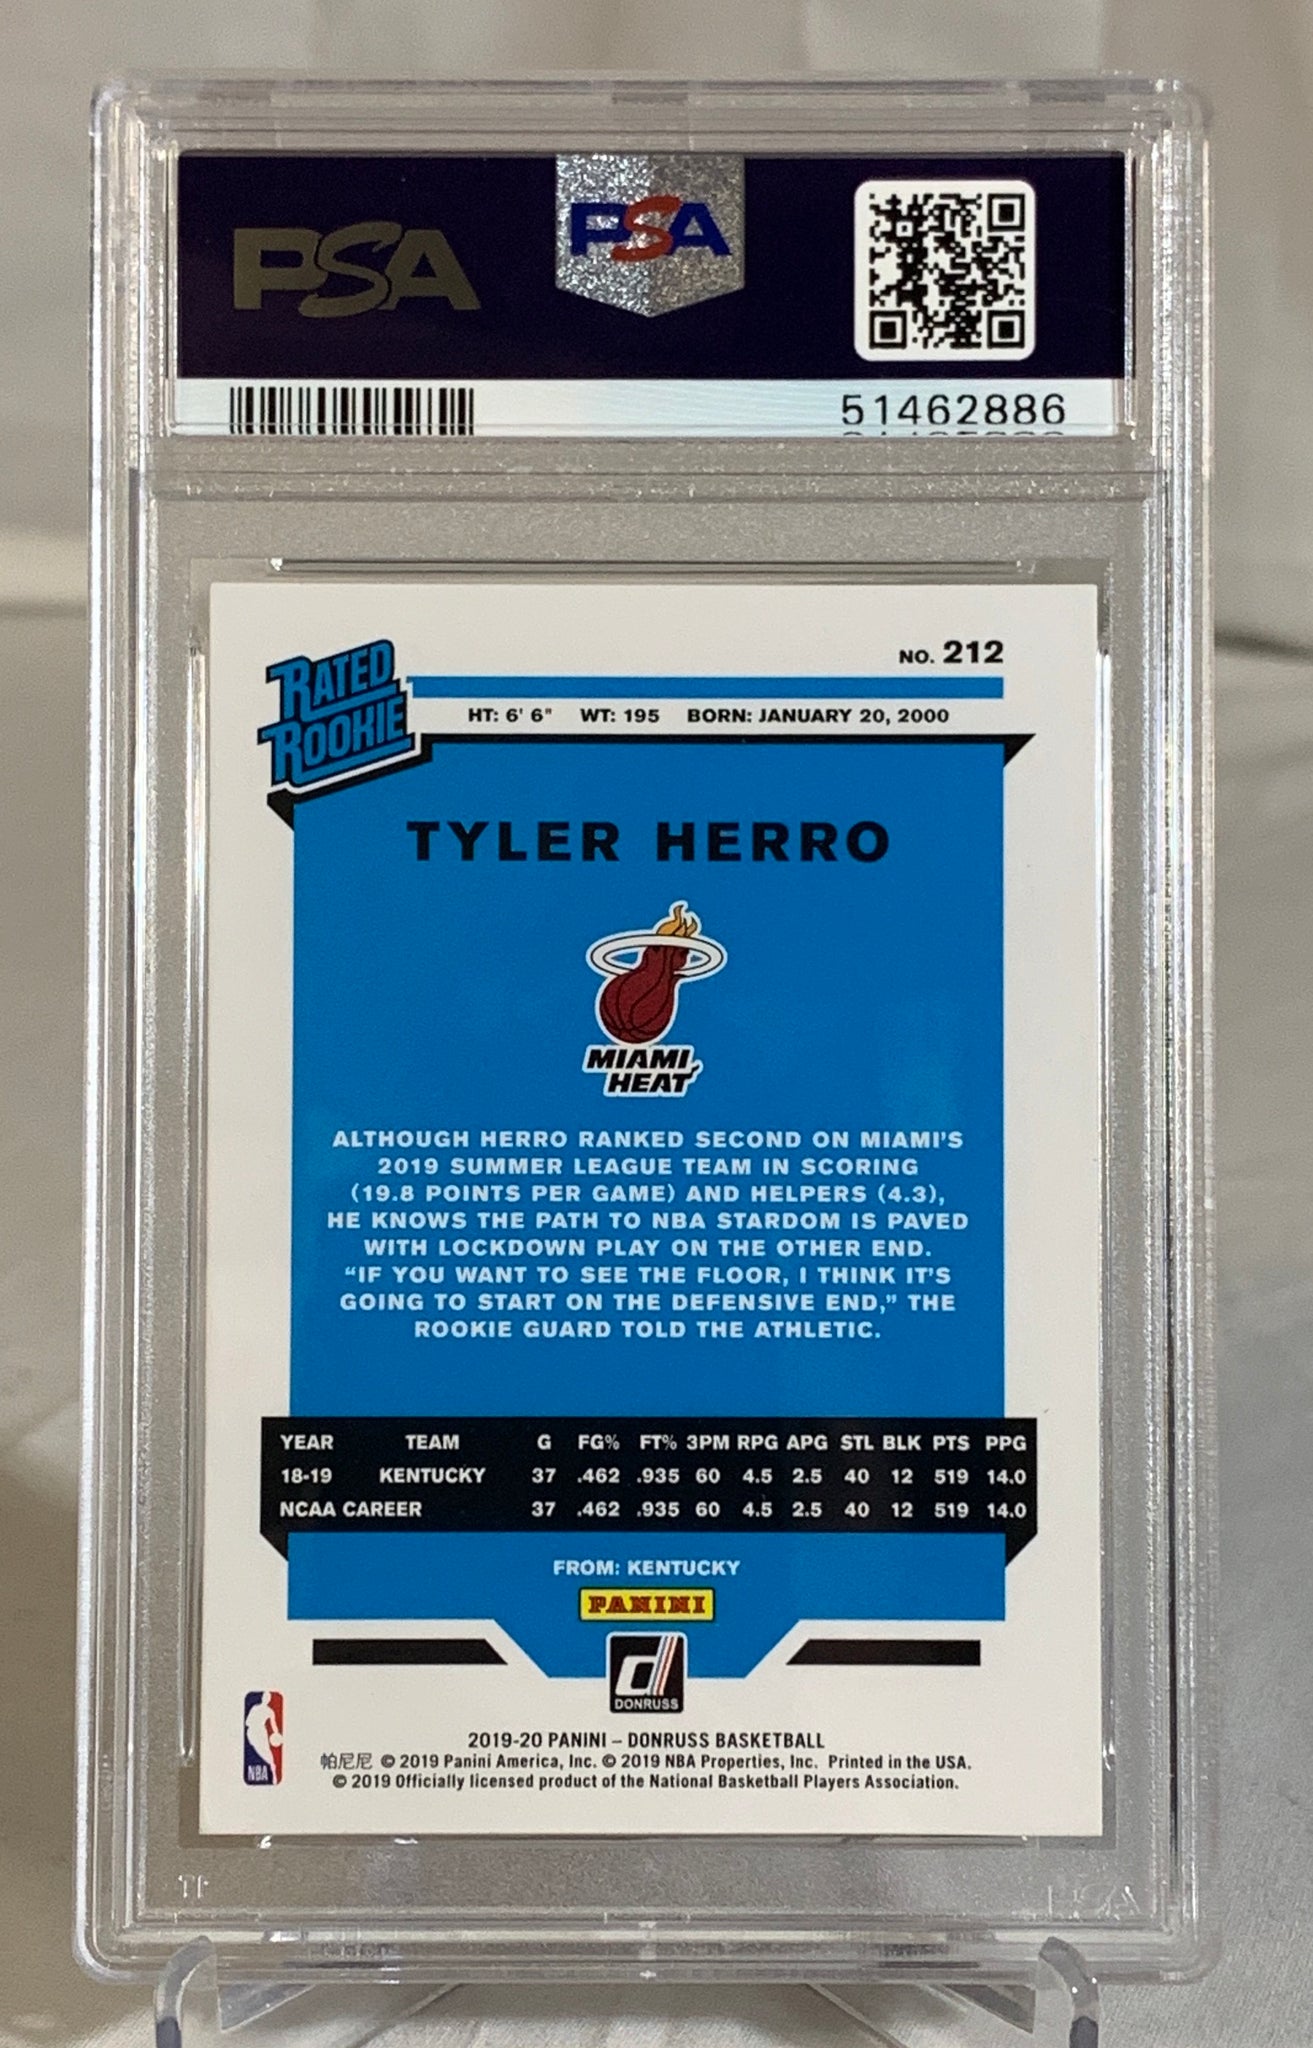 PSA
PSA
51462886
RATED
ROOKIE
NO. 212
HT: 6' 6" WT: 195 BORN: JANUARY 20, 2000
TYLER HERRO
MIAMI
HEAT
ALTHOUGH HERRO RANKED SECOND ON MIAMI'S
2019 SUMMER LEAGUE TEAM IN SCORING
(19.8 POINTS PER GAME) AND HELPERS (4.3),
HE KNOWS THE PATH TO NBA STARDOM IS PAVED
WITH LOCKDOWN PLAY ON THE OTHER END.
“IF YOU WANT TO SEE THE FLOOR, I THINK IT'S
GOING TO START ON THE DEFENSIVE END,” THE
ROOKIE GUARD TOLD THE ATHLETIC.
YEAR TEAM G FG% FT% 3PM RPG APG STL BLK PTS PPG
18-19 KENTUCKY 37 .462 .935 60 4.5 2.5 40 12 519 14.0
NCAA CAREER 37 .462 .935 60 4.5 2.5 40 12 519 14.0
FROM: KENTUCKY
PANINI
d
DONRUSS
NBA
2019-20 PANINI – DONRUSS BASKETBALL
帕尼尼 © 2019 Panini America, Inc. © 2019 NBA Properties, Inc. Printed in the USA.
© 2019 Officially licensed product of the National Basketball Players Association.